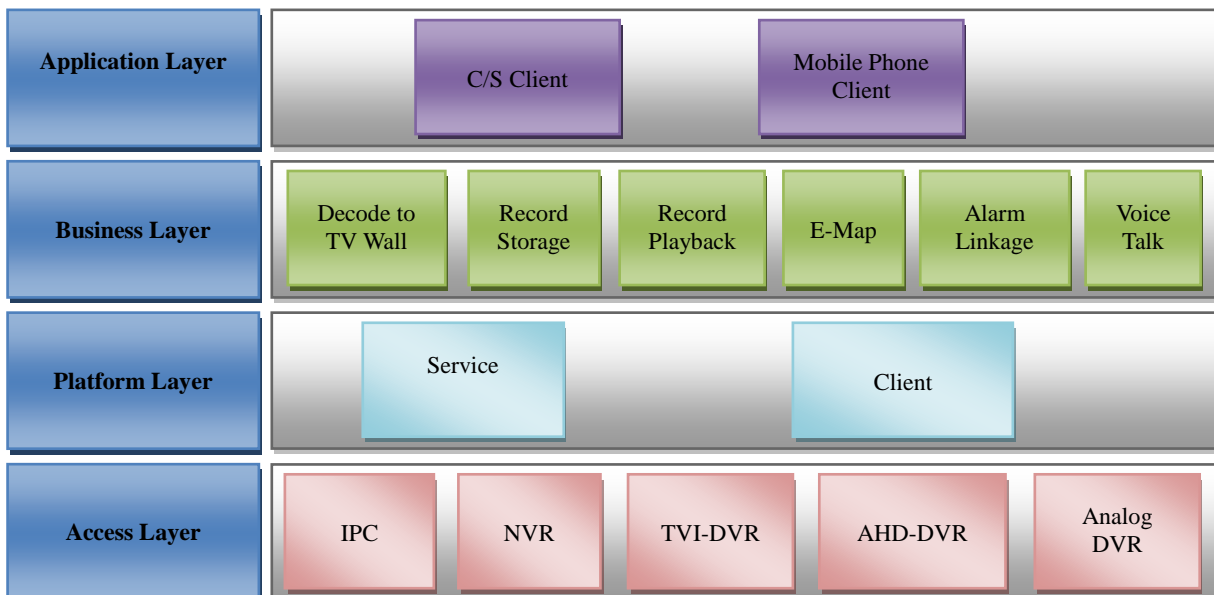 Application Layer
C/S Client
Mobile Phone
Client
Business Layer
Decode to
TV Wall
Record
Storage
Record
Playback
E-Map
Alarm
Linkage
Voice
Talk
Platform Layer
Service
Client
Access Layer
IPC
NVR
TVI-DVR
AHD-DVR
Analog
DVR